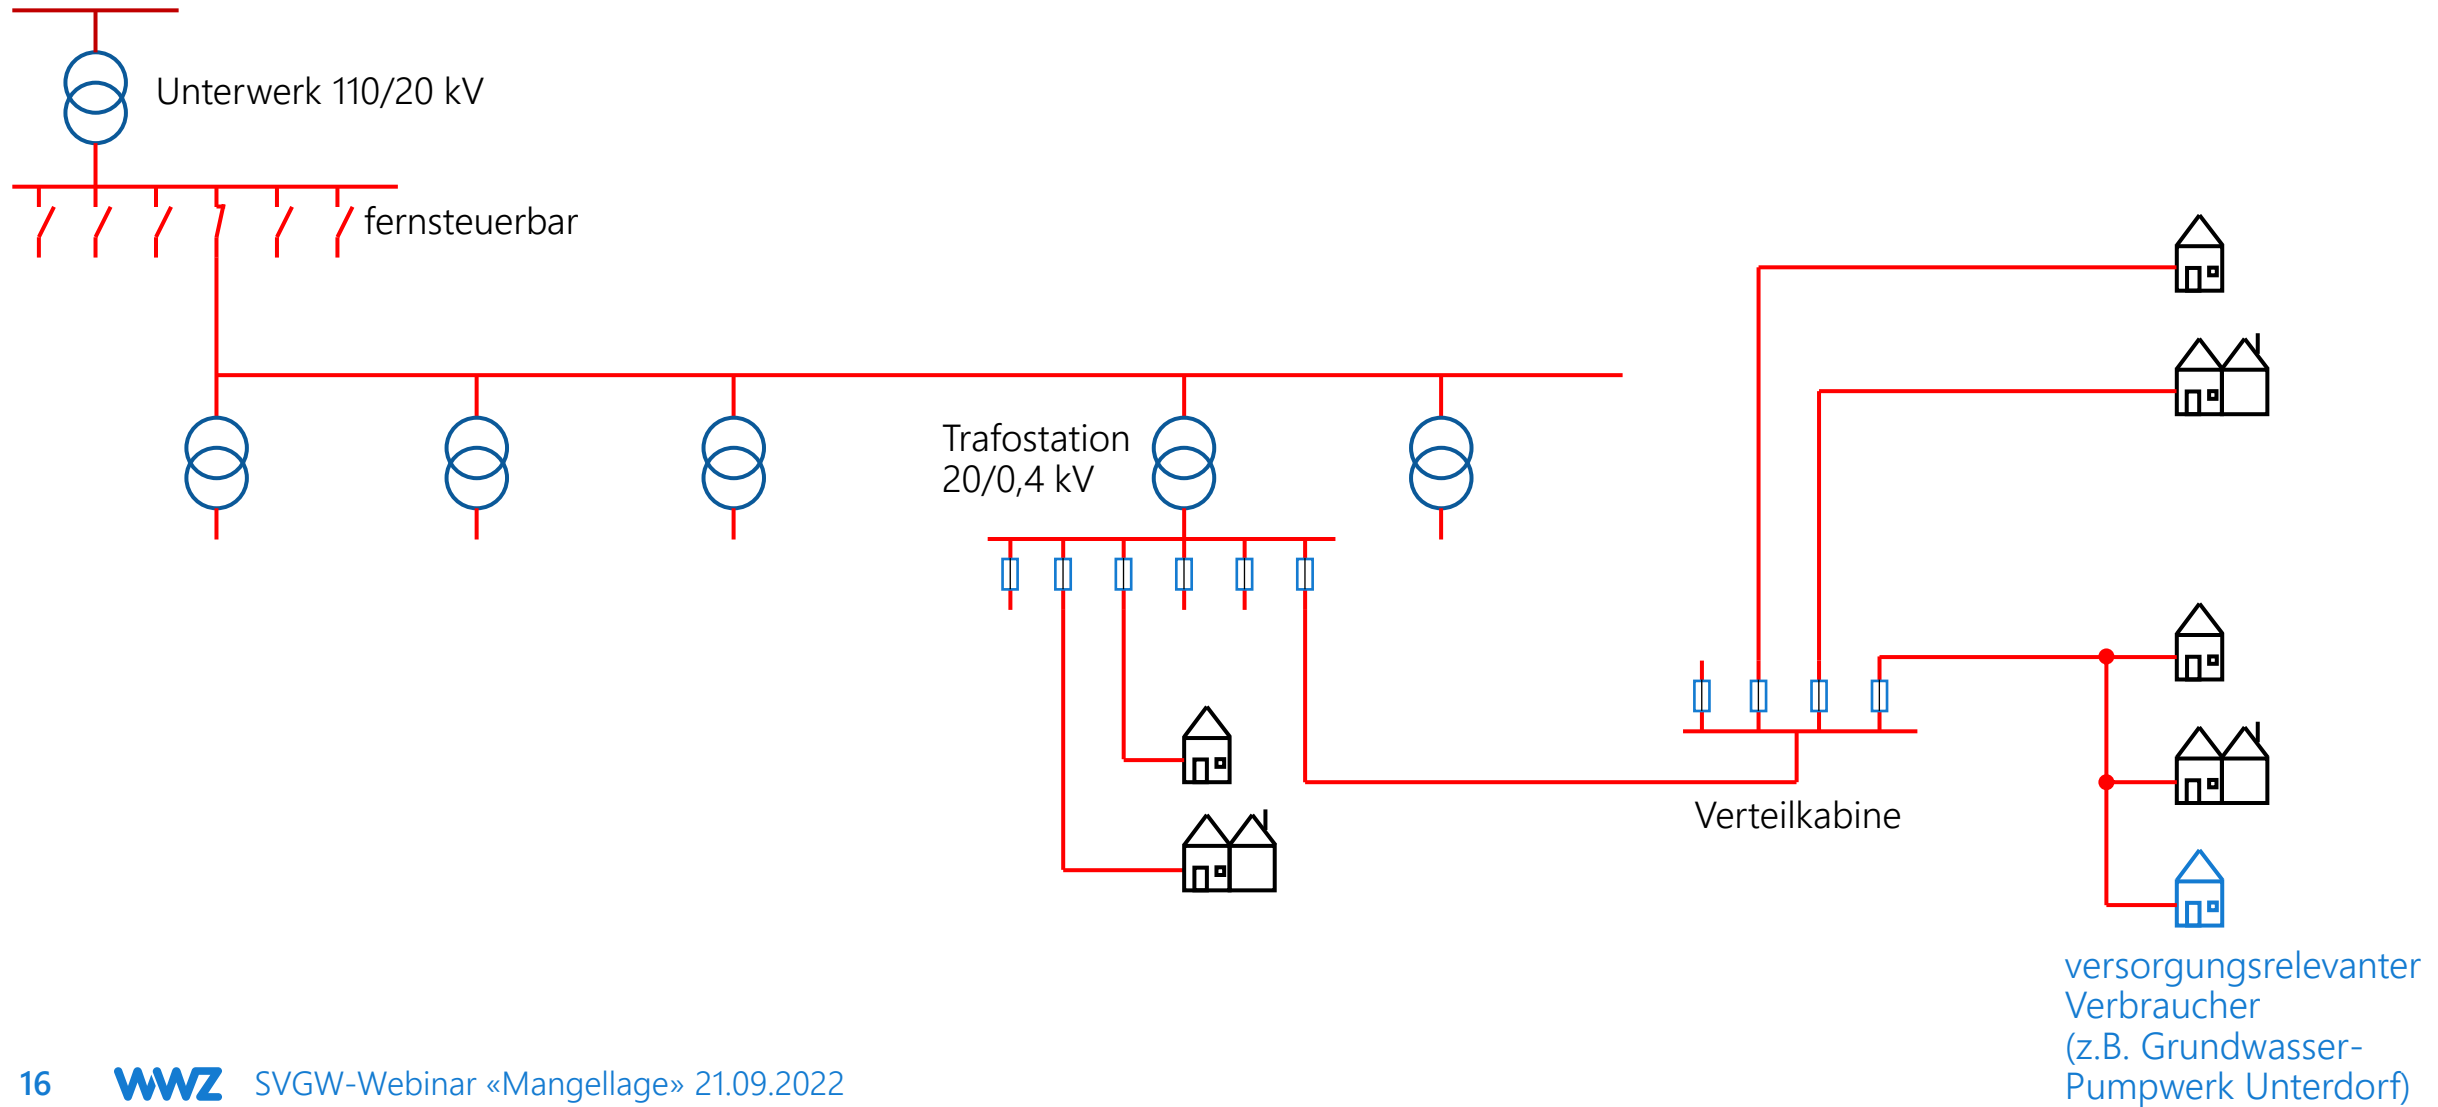 Unterwerk 110/20 kV
fernsteuerbar
Trafostation
20/0,4 kV
Verteilkabine
versorgungsrelevanter
Verbraucher
(z.B. Grundwasser-
Pumpwerk Unterdorf)
16 WWZ SVGW-Webinar «Mangellage» 21.09.2022